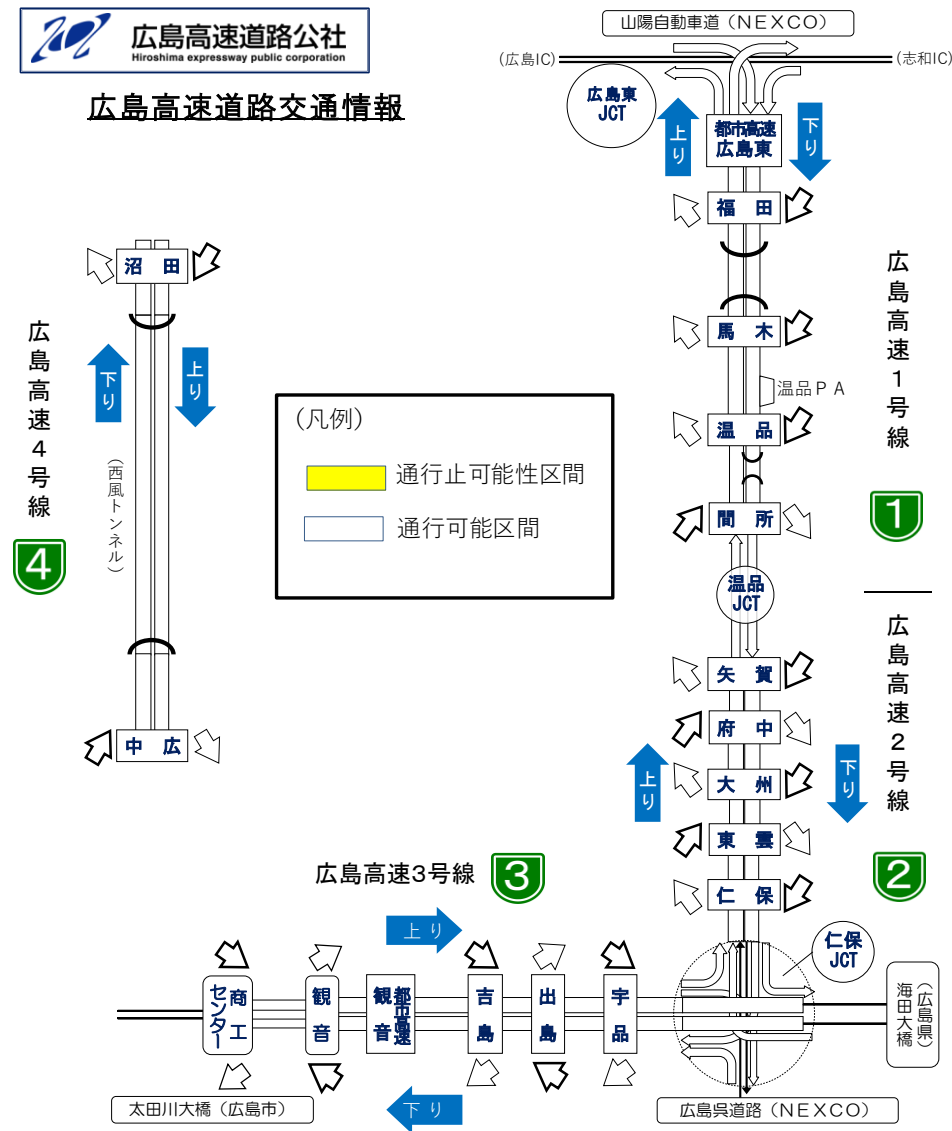 広島高速道路公社
Hiroshima expressway public corporation
広島高速道路交通情報
山陽自動車道（NEXCO）
(広島IC)
(志和IC)
広島東
JCT
上り
都市高速
広島東
下り
福田
馬木
温品ＰＡ
温品
間所
温品
JCT
広島高速１号線
1
矢賀
府中
大州
東雲
仁保
上り
下り
広島高速２号線
2
沼田
下り
上り
広島高速４号線
4
（西風トンネル）
中広
(凡例)
通行止可能性区間
通行可能区間
広島高速3号線
3
上り
商工
センター
観音
都市高速
観音
吉島
出島
宇品
仁保
JCT
（広島県）
海田大橋
下り
太田川大橋（広島市）
広島呉道路（NEXCO）